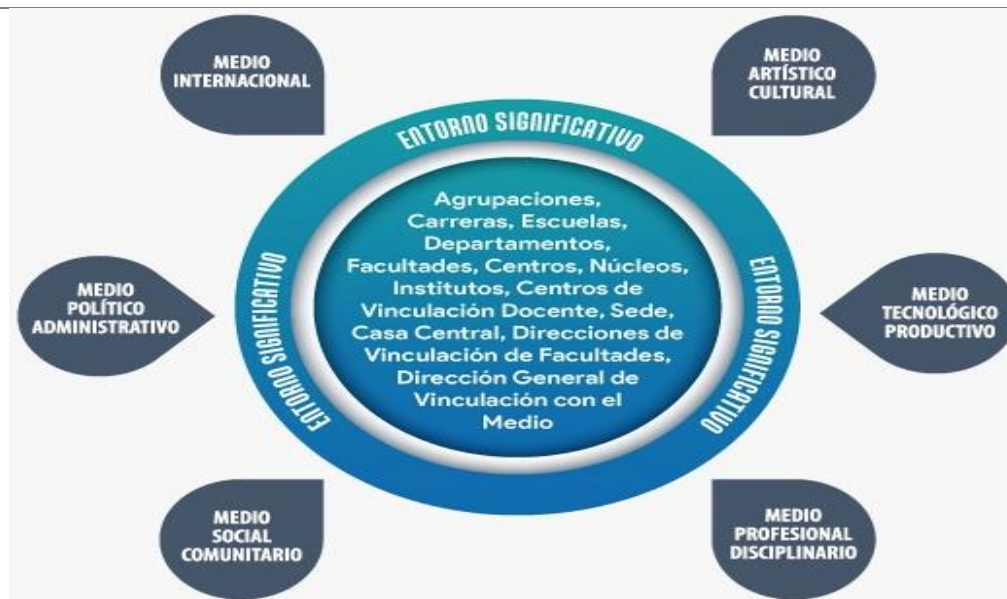 MEDIO
INTERNACIONAL
MEDIO
ARTÍSTICO
CULTURAL
ENTORNO SIGNIFICATIVO
Agrupaciones,
Carreras, Escuelas,
Departamentos,
Facultades, Centros, Núcleos,
Institutos, Centros de
Vinculación Docente, Sede,
Casa Central, Direcciones de
Vinculación de Facultades,
Dirección General de
Vinculación con el
Medio
ENTORNO SIGNIFICATIVO
ENTORNO SIGNIFICATIVO
MEDIO
POLÍTICO
ADMINISTRATIVO
MEDIO
TECNOLÓGICO
PRODUCTIVO
MEDIO
SOCIAL
COMUNITARIO
MEDIO
PROFESIONAL
DISCIPLINARIO